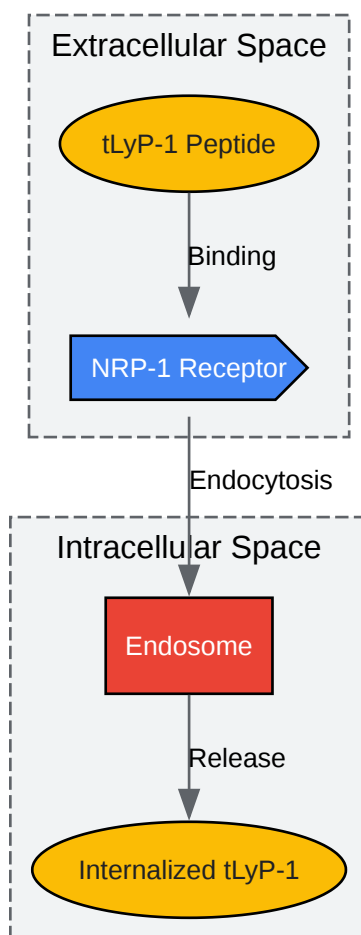 Extracellular Space
tLyP-1 Peptide
Binding
NRP-1 Receptor
Endocytosis
Intracellular Space
Endosome
Release
Internalized tLyP-1